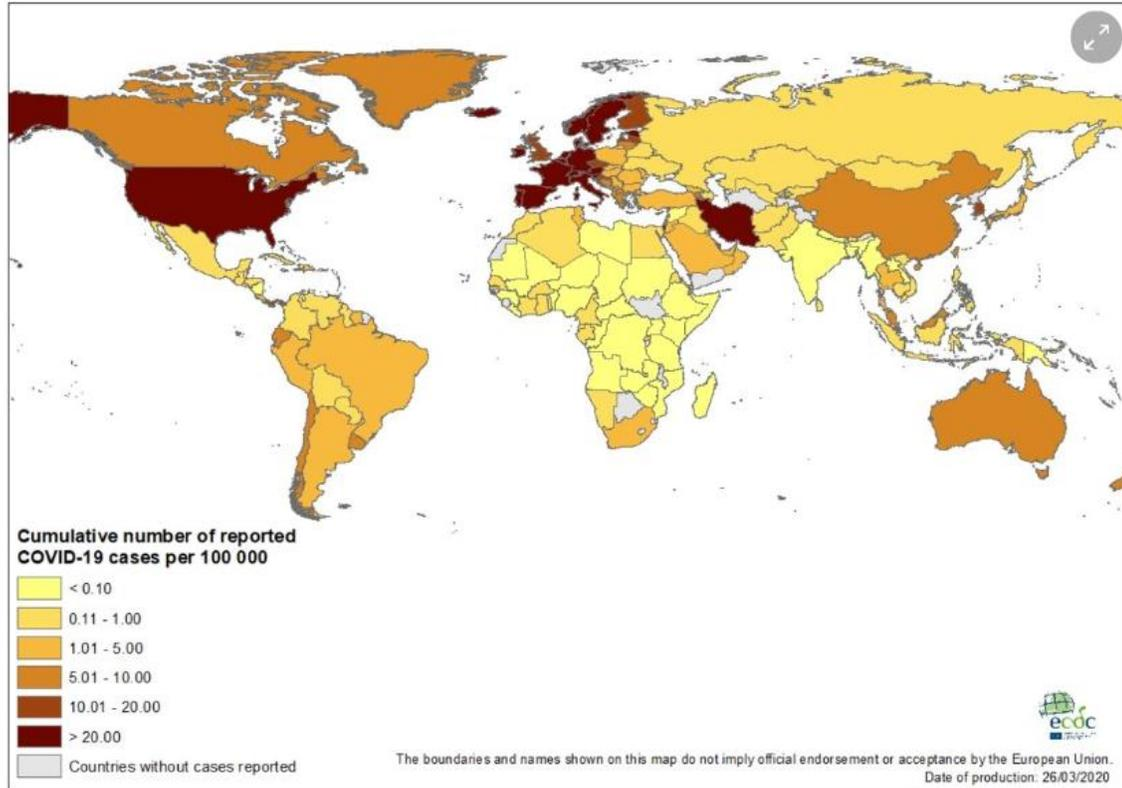 Cumulative number of reported
COVID-19 cases per 100 000
< 0.10
0.11 - 1.00
1.01 - 5.00
5.01 - 10.00
10.01 - 20.00
> 20.00
Countries without cases reported
ecdc
The boundaries and names shown on this map do not imply official endorsement or acceptance by the European Union.
Date of production: 26/03/2020